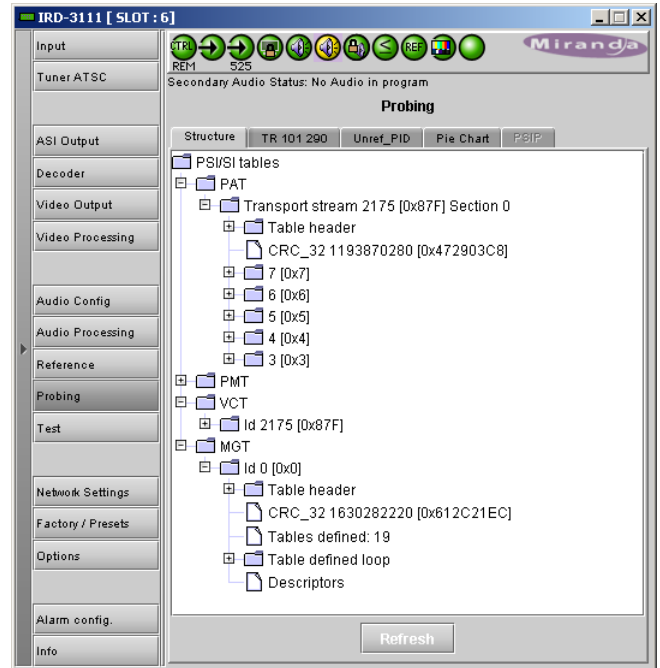 IRD-3111 [ SLOT : 6]
Input
Tuner ATSC
ASI Output
Decoder
Video Output
Video Processing
Audio Config
Audio Processing
Reference
Probing
Test
Network Settings
Factory / Presets
Options
Alarm config.
Info
CTRL
REF
Miranda
REM 525
Secondary Audio Status: No Audio in program
Probing
Structure TR 101 290 Unref_PID Pie Chart PSIP
PSI/SI tables
PAT
Transport stream 2175 [0x87F] Section 0
Table header
CRC_32 1193870280 [0x472903C8]
7 [0x7]
6 [0x6]
5 [0x5]
4 [0x4]
3 [0x3]
PMT
VCT
Id 2175 [0x87F]
MGT
Id 0 [0x0]
Table header
CRC_32 1630282220 [0x612C21EC]
Tables defined: 19
Table defined loop
Descriptors
Refresh